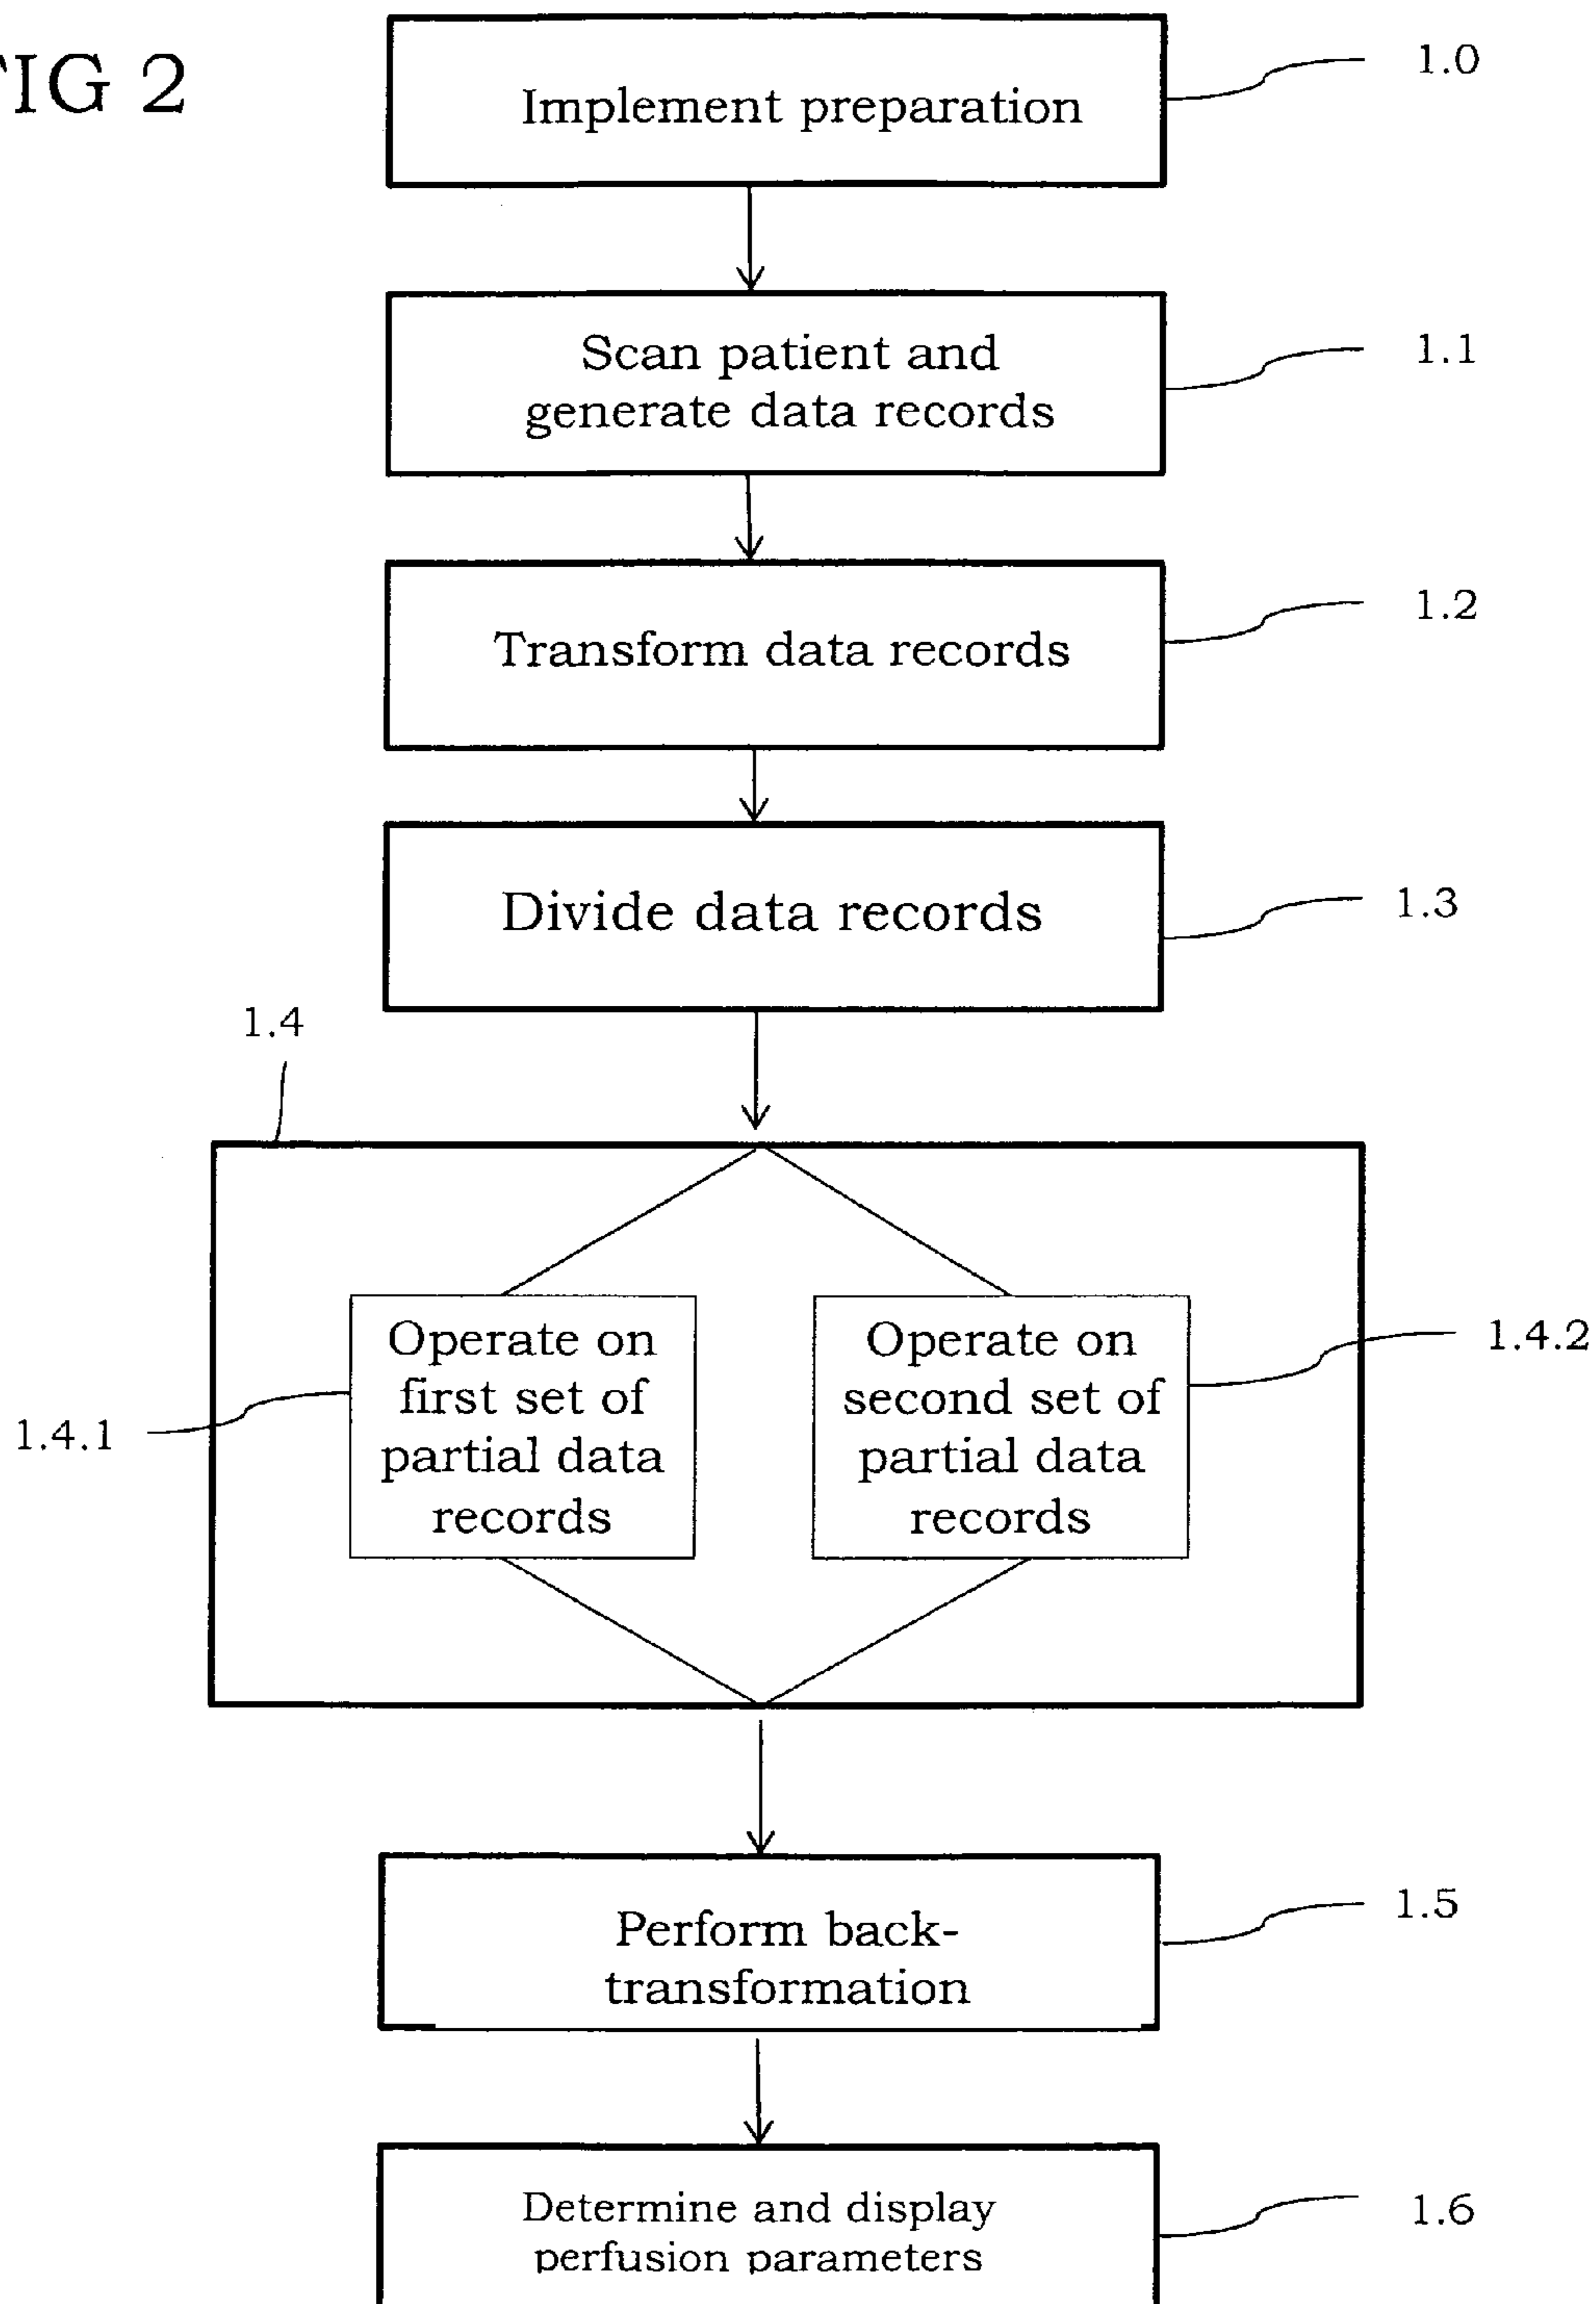 FIG 2
Implement preparation
1.0
Scan patient and
generate data records
1.1
Transform data records
1.2
Divide data records
1.3
1.4
Operate on
first set of
partial data
records
1.4.1
Operate on
second set of
partial data
records
1.4.2
Perform back-
transformation
1.5
Determine and display
perfusion parameters
1.6